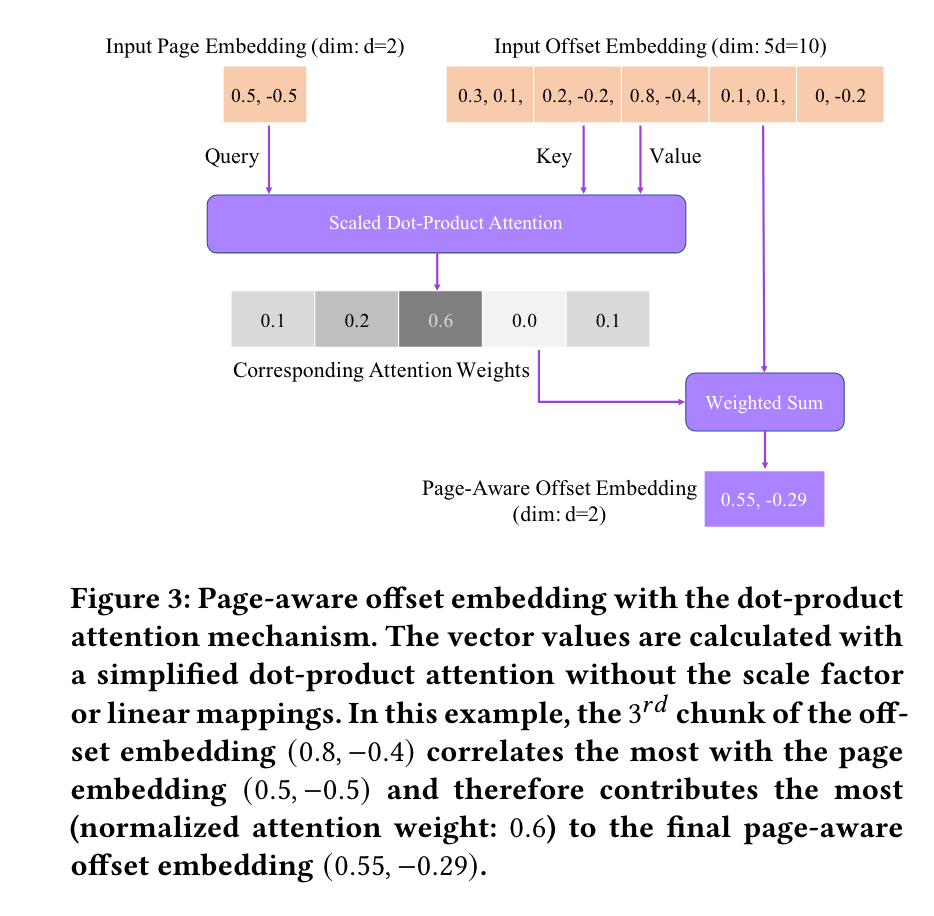 Input Page Embedding (dim: d=2)
Input Offset Embedding (dim: 5d=10)
0.5, -0.5
0.3, 0.1,
0.2, -0.2,
0.8, -0.4,
0.1, 0.1,
0, -0.2
Query
Key
Value
Scaled Dot-Product Attention
0.1
0.2
0.6
0.0
0.1
Corresponding Attention Weights
Weighted Sum
Page-Aware Offset Embedding
(dim: d=2)
0.55, -0.29
Figure 3: Page-aware offset embedding with the dot-product
attention mechanism. The vector values are calculated with
a simplified dot-product attention without the scale factor
or linear mappings. In this example, the 3rd chunk of the off-
set embedding (0.8, −0.4) correlates the most with the page
embedding (0.5, −0.5) and therefore contributes the most
(normalized attention weight: 0.6) to the final page-aware
offset embedding (0.55, −0.29).